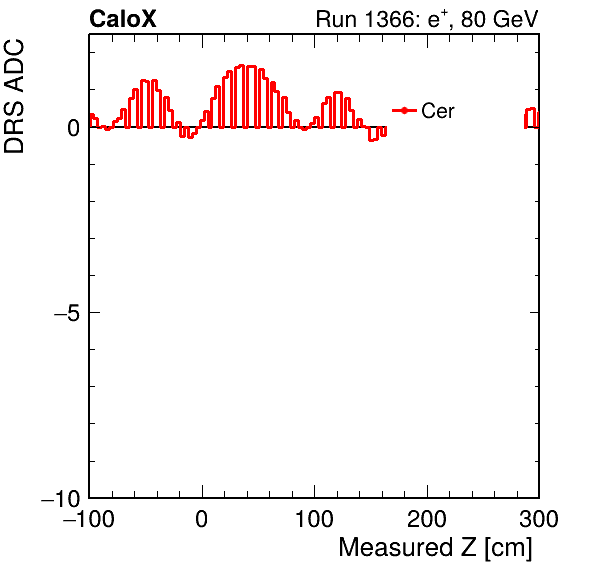 CaloX Run 1366: e⁺, 80 GeV
DRS ADC
Cer
0
−5
−10
−100 0 100 200 300
Measured Z [cm]